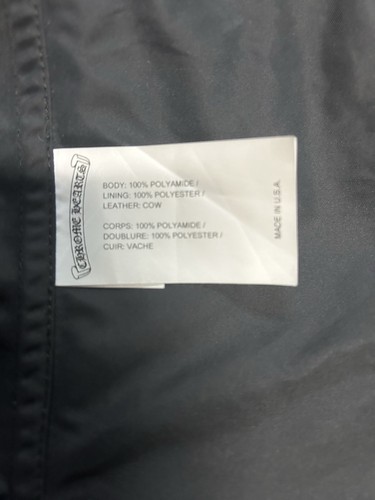 CHROME HEARTS
BODY: 100% POLYAMIDE /
LINING: 100% POLYESTER /
LEATHER: COW
CORPS: 100% POLYAMIDE /
DOUBLURE: 100% POLYESTER /
CUIR: VACHE
MADE IN U.S.A.